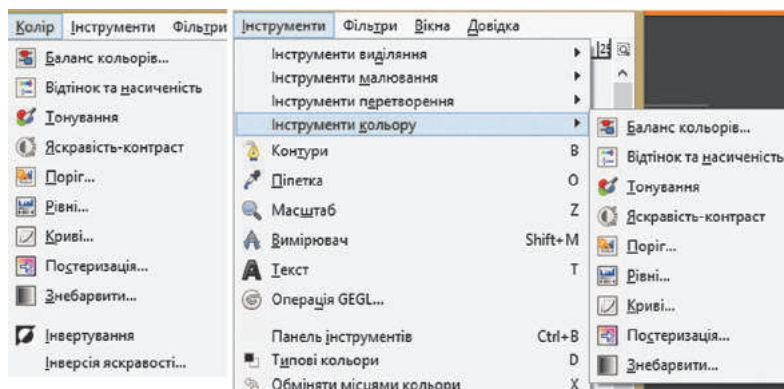 Колір Інструменти Фільтри
Баланс кольорів...
Відтінок та насиченість
Тонування
Яскравість-контраст
Поріг...
Рівні...
Криві...
Постеризація...
Знебарвити...
Інвертування
Інверсія яскравості...
Інструменти Фільтри Вікна Довідка
Інструменти виділяння
Інструменти малювання
Інструменти перетворення
Інструменти кольору
Контури B
Піпетка O
Масштаб Z
Вимірювач Shift+M
Текст T
Операція GEGL...
Панель інструментів Ctrl+B
Типові кольори D
Обміняти місцями кольори X
25
Баланс кольорів...
Відтінок та насиченість
Тонування
Яскравість-контраст
Поріг...
Рівні...
Криві...
Постеризація...
Знебарвити...